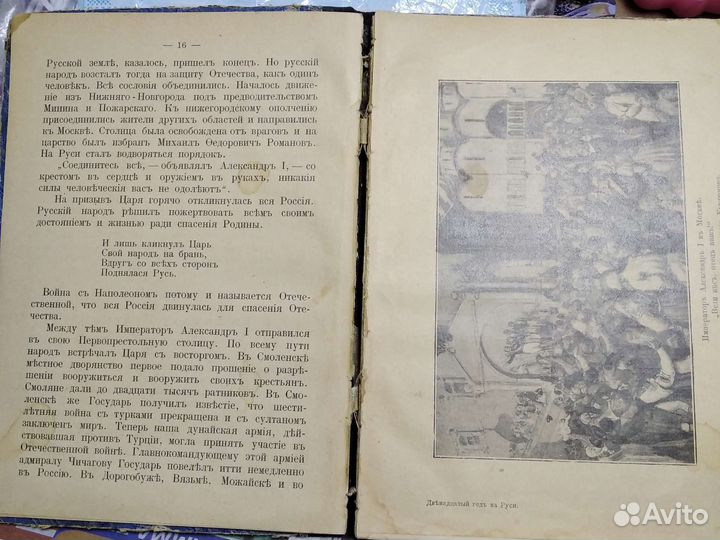 — 16 —
Русской землѣ, казалось, пришел конец. Но русскій
народ возстал тогда на защиту Отечества, какъ один
человѣкъ. Всѣ сословія объединились. Началось движе-
ніе изъ Нижняго-Новгорода подъ предводительствомъ
Минина и Пожарскаго. Къ нижегородскому ополченію
присоединились жители другихъ областей и направились
къ Москвѣ. Столица была освобождена отъ враговъ и на
царство былъ избранъ Михаилъ Ѳедоровичъ Романовъ.
На Руси сталъ водворяться порядокъ.
„Соединитесь всѣ, — объявлялъ Александръ I, — со
крестомъ въ сердцѣ и оружіемъ въ рукахъ, никакія
силы человѣческія васъ не одолѣютъ“.
На призывъ Царя горячо откликнулась вся Россія.
Русскій народъ рѣшилъ пожертвовать всѣмъ своимъ
достояніемъ и жизнью ради спасенія Родины.
И лишь кликнулъ Царь
Свой народъ на брань,
Вдругъ со всѣхъ сторонъ
Поднялася Русь.
Война съ Наполеономъ потому и называется Отече-
ственной, что вся Россія двинулась для спасенія Оте-
чества.
Между тѣмъ Императоръ Александръ I отправился
въ свою Первопрестольную столицу. По всему пути
народъ встрѣчалъ Царя съ восторгомъ. Въ Смоленскѣ
мѣстное дворянство первое подало прошеніе о разрѣ-
шеніи вооружиться и вооружить своихъ крестьянъ.
Смоляне дали до двадцати тысячъ ратниковъ. Въ Смо-
ленскѣ же Государь получилъ извѣстіе, что шести-
лѣтняя война съ турками прекращена и съ султаномъ
заключенъ миръ. Теперь наша дунайская армія, дѣй-
ствовавшая противъ Турціи, могла принять участіе въ
Отечественной войнѣ. Главнокомандующему этой арміей
адмиралу Чичагову Государь повелѣлъ итти немедленно
въ Россію. Въ Дорогобужѣ, Вязьмѣ, Можайскѣ и во
Императоръ Александръ I въ Москвѣ.
Двѣнадцатый годъ на Руси.
Avito